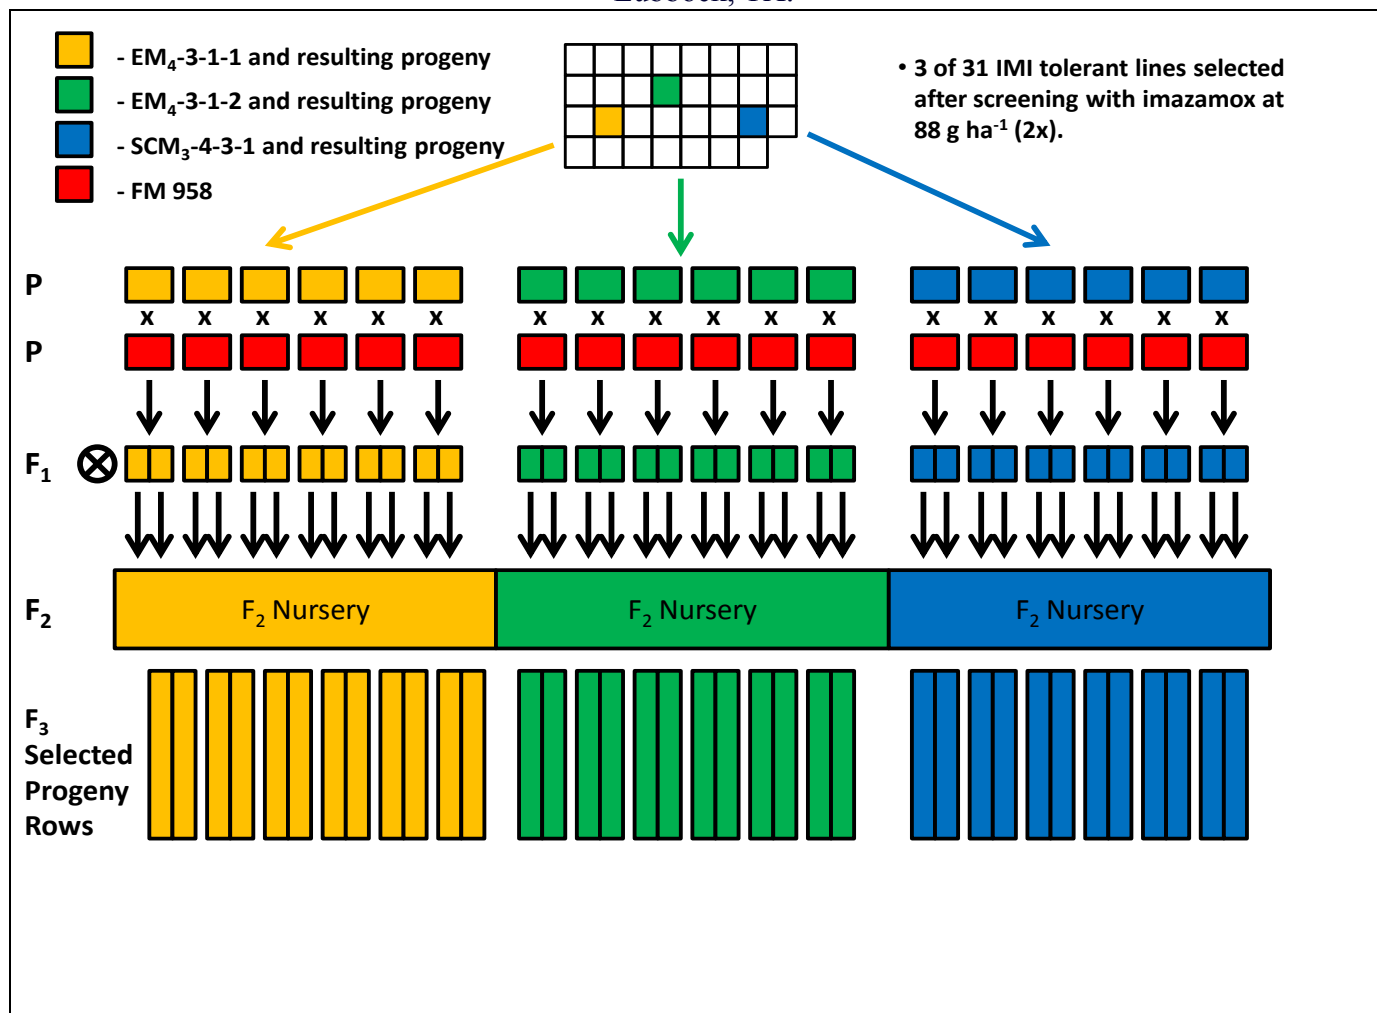 Lubbock, TX.
- EM₄-3-1-1 and resulting progeny
- EM₄-3-1-2 and resulting progeny
- SCM₃-4-3-1 and resulting progeny
- FM 958
• 3 of 31 IMI tolerant lines selected
after screening with imazamox at
88 g ha⁻¹ (2x).
P
x x x x x x x x x x x x x x x x x x
P
F₁
F₂
F₂ Nursery F₂ Nursery F₂ Nursery
F₃
Selected
Progeny
Rows